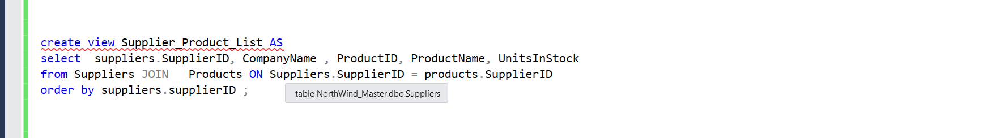 create view Supplier_Product_List AS
select  suppliers.SupplierID, CompanyName , ProductID, ProductName, UnitsInStock
from Suppliers JOIN   Products ON Suppliers.SupplierID = products.SupplierID
order by suppliers.supplierID ;
table NorthWind_Master.dbo.Suppliers